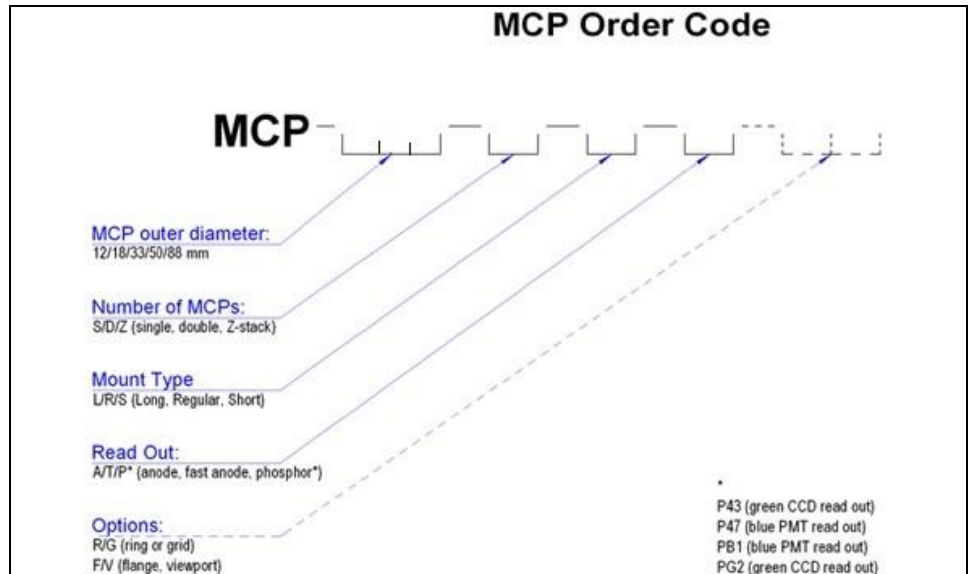 MCP Order Code
MCP
MCP outer diameter:
12/18/33/50/88 mm
Number of MCPs:
S/D/Z (single, double, Z-stack)
Mount Type
L/R/S (Long, Regular, Short)
Read Out:
A/T/P* (anode, fast anode, phosphor*)
Options:
R/G (ring or grid)
F/V (flange, viewport)
*
P43 (green CCD read out)
P47 (blue PMT read out)
PB1 (blue PMT read out)
PG2 (green CCD read out)